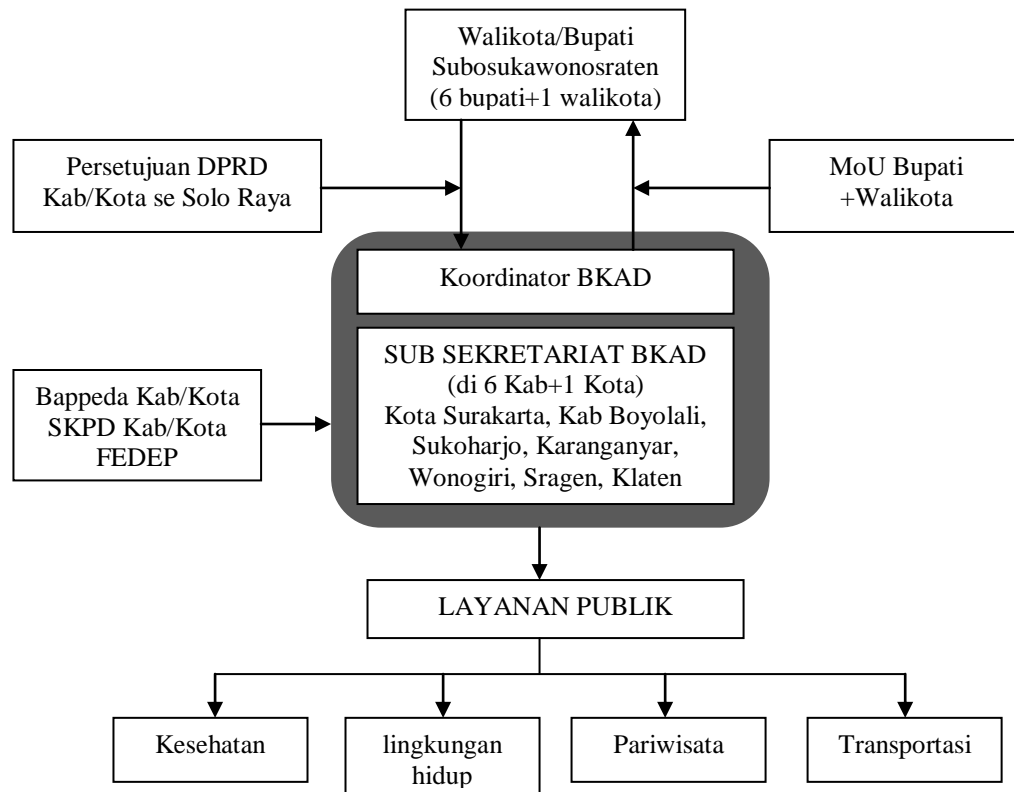 Walikota/Bupati
Subosukawonosraten
(6 bupati+1 walikota)
Persetujuan DPRD
Kab/Kota se Solo Raya
MoU Bupati
+Walikota
Koordinator BKAD
SUB SEKRETARIAT BKAD
(di 6 Kab+1 Kota)
Kota Surakarta, Kab Boyolali,
Sukoharjo, Karanganyar,
Wonogiri, Sragen, Klaten
Bappeda Kab/Kota
SKPD Kab/Kota
FEDEP
LAYANAN PUBLIK
Kesehatan
lingkungan
hidup
Pariwisata
Transportasi